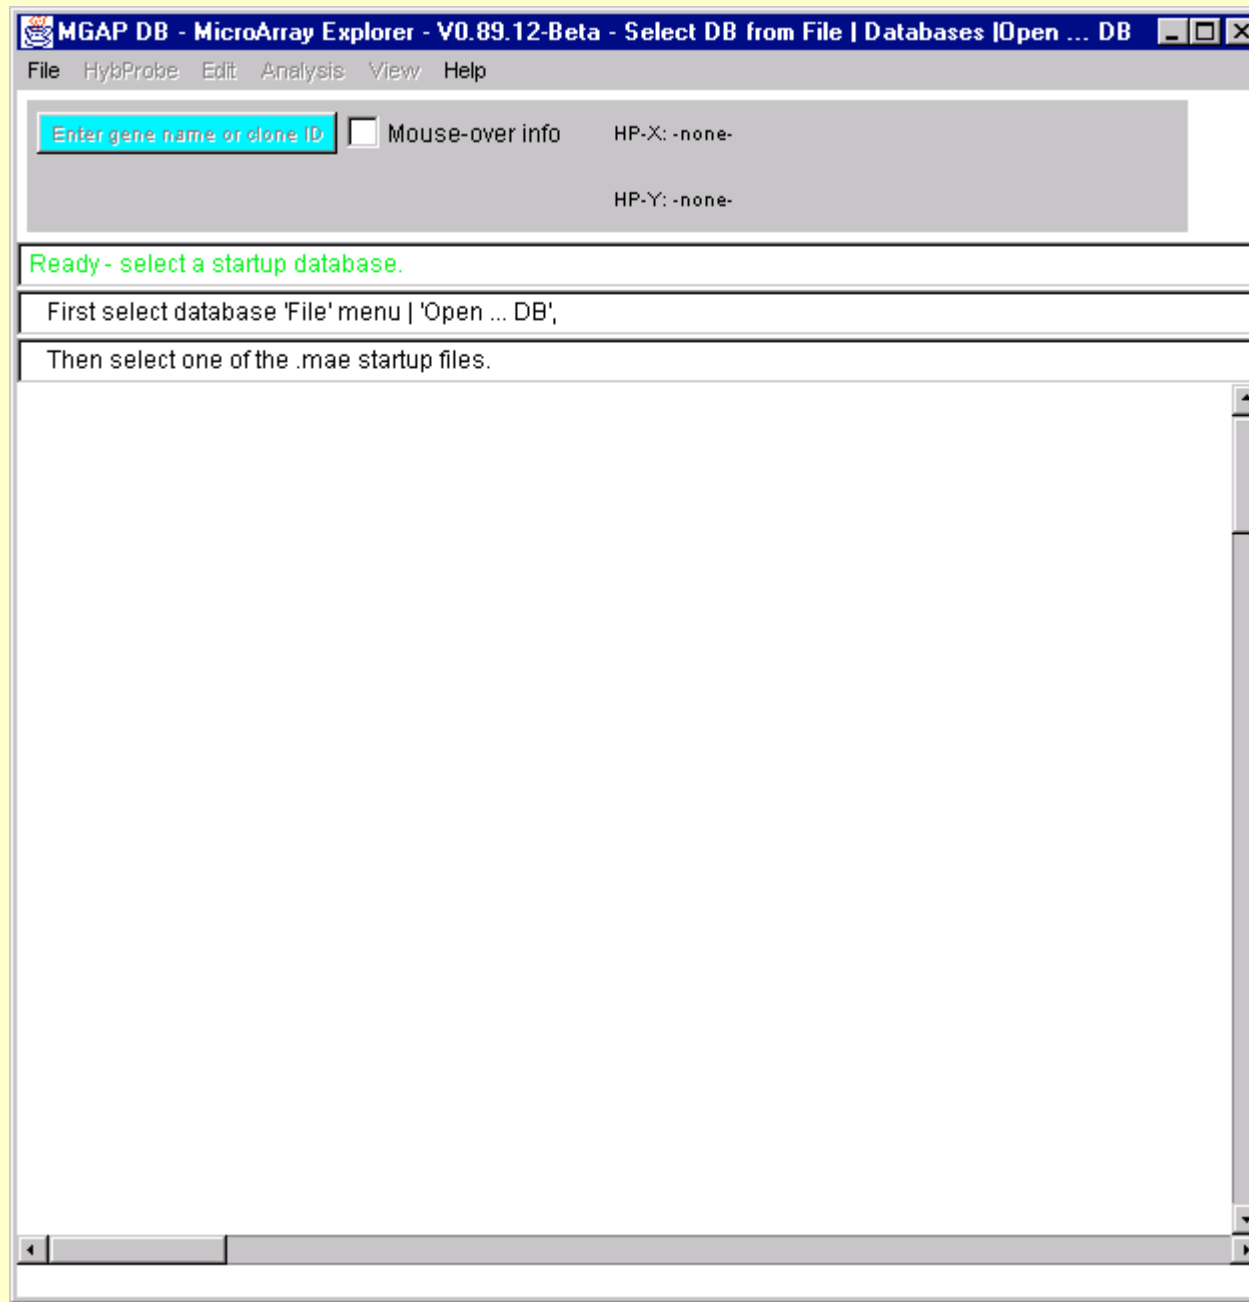 MGAP DB - MicroArray Explorer - V0.89.12-Beta - Select DB from File | Databases |Open ... DB
File HybProbe Edit Analysis View Help
Enter gene name or clone ID Mouse-over info HP-X: -none-
HP-Y: -none-
Ready - select a startup database.
First select database 'File' menu | 'Open ... DB',
Then select one of the .mae startup files.